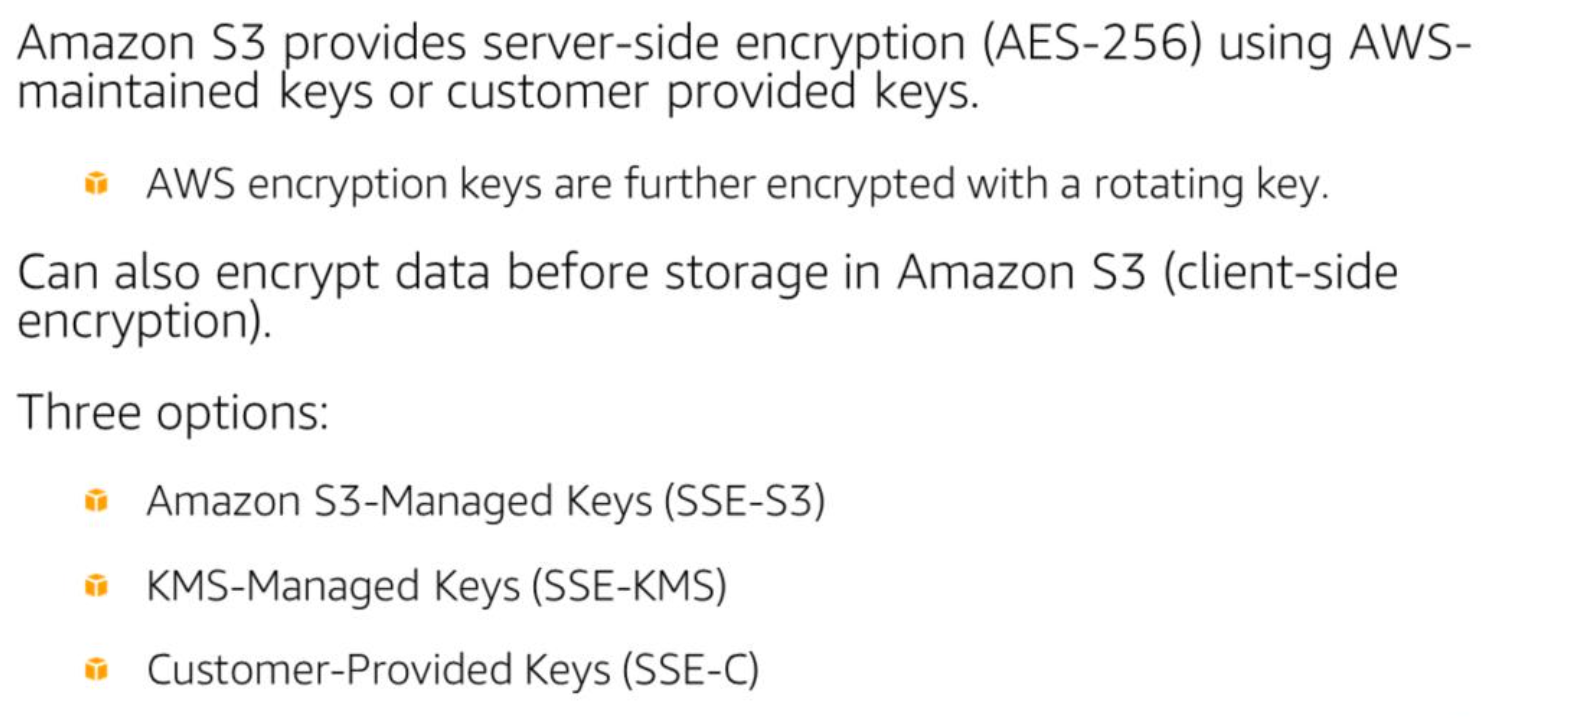 Amazon S3 provides server-side encryption (AES-256) using AWS-
maintained keys or customer provided keys.
AWS encryption keys are further encrypted with a rotating key.
Can also encrypt data before storage in Amazon S3 (client-side
encryption).
Three options:
Amazon S3-Managed Keys (SSE-S3)
KMS-Managed Keys (SSE-KMS)
Customer-Provided Keys (SSE-C)